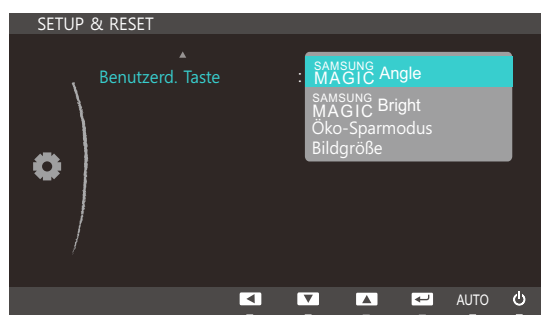 SETUP & RESET
Benutzerd. Taste : SAMSUNG MAGIC Angle
SAMSUNG MAGIC Bright
Öko-Sparmodus
Bildgröße
AUTO